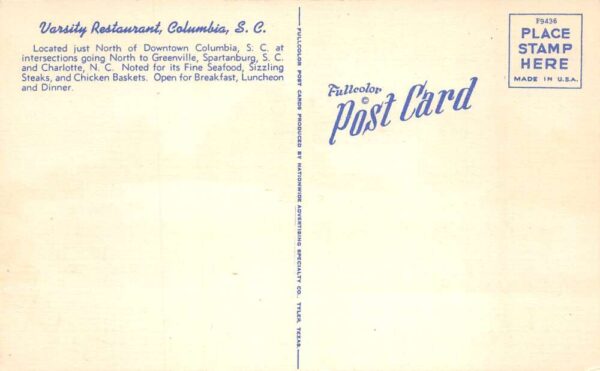 Varsity Restaurant, Columbia, S. C.
Located just North of Downtown Columbia, S. C. at
intersections going North to Greenville, Spartanburg, S. C.
and Charlotte, N. C. Noted for its Fine Seafood, Sizzling
Steaks, and Chicken Baskets. Open for Breakfast, Luncheon
and Dinner.
FULLCOLOR POST CARDS PRODUCED BY NATIONWIDE ADVERTISING SPECIALTY CO. TYLER, TEXAS
Fullcolor
©
Post Card
F9436
PLACE
STAMP
HERE
MADE IN U.S.A.